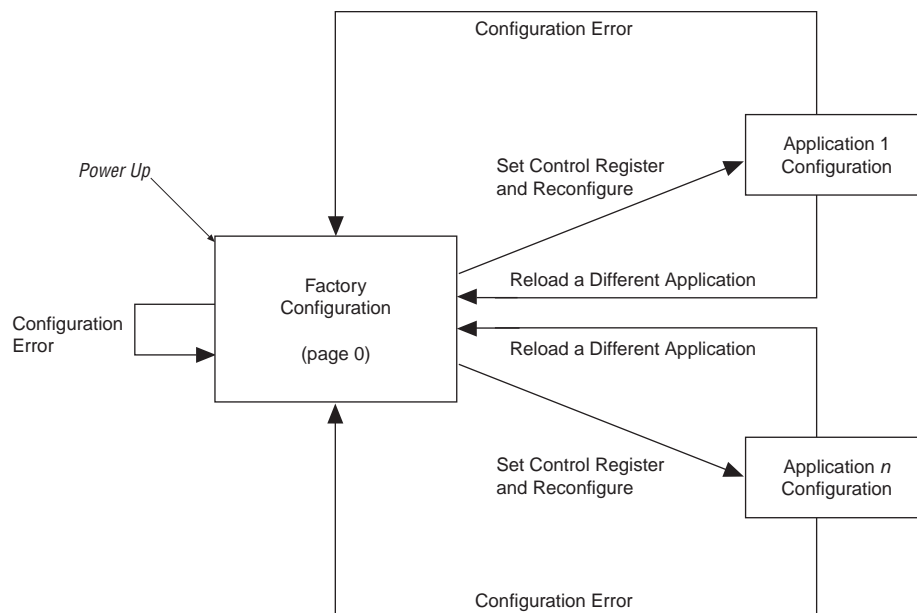 Configuration Error
Application 1
Configuration
Set Control Register
and Reconfigure
Power Up
Factory
Configuration
(page 0)
Reload a Different Application
Configuration
Error
Reload a Different Application
Set Control Register
and Reconfigure
Application n
Configuration
Configuration Error